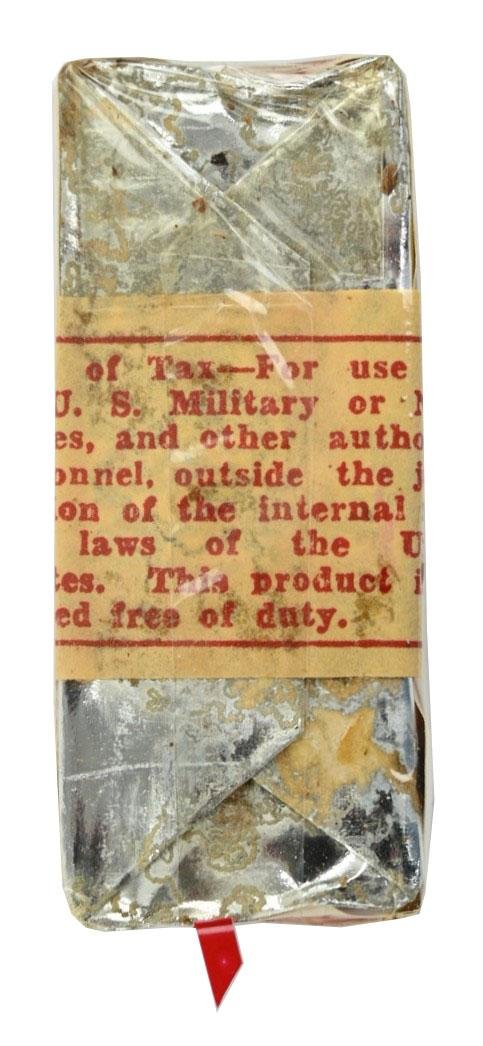 of Tax—For use
U. S. Military or
es, and other autho
onnel, outside the j
ion of the internal
laws of the U
tes. This product i
ed free of duty.